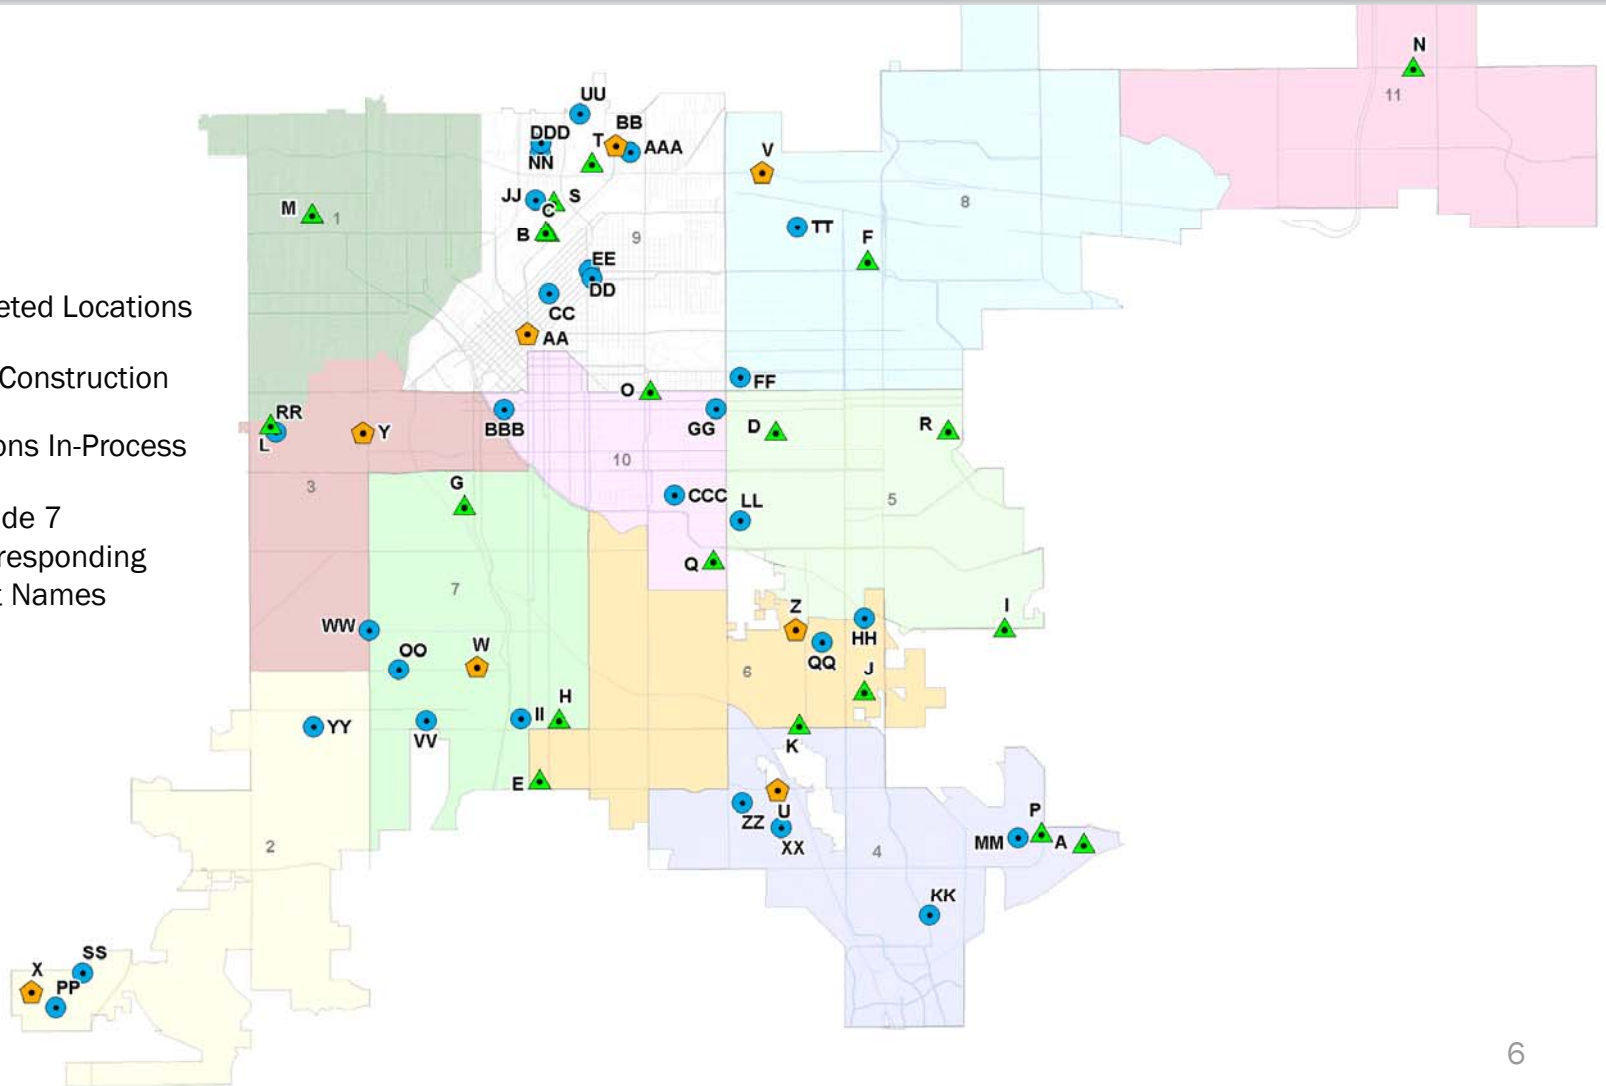 N
11
UU
BB
DDD
T
AAA
NN
V
JJ
S
C
8
M
1
B
9
TT
F
EE
DD
eted Locations
CC
AA
Construction
FF
O
RR
Y
BBB
GG
D
R
L
ons In-Process
10
3
G
CCC
LL
5
de 7
responding
Q
t Names
7
I
Z
WW
HH
OO
W
QQ
6
J
H
II
YY
VV
K
E
P
U
ZZ
MM
A
2
XX
4
KK
SS
X
PP
6